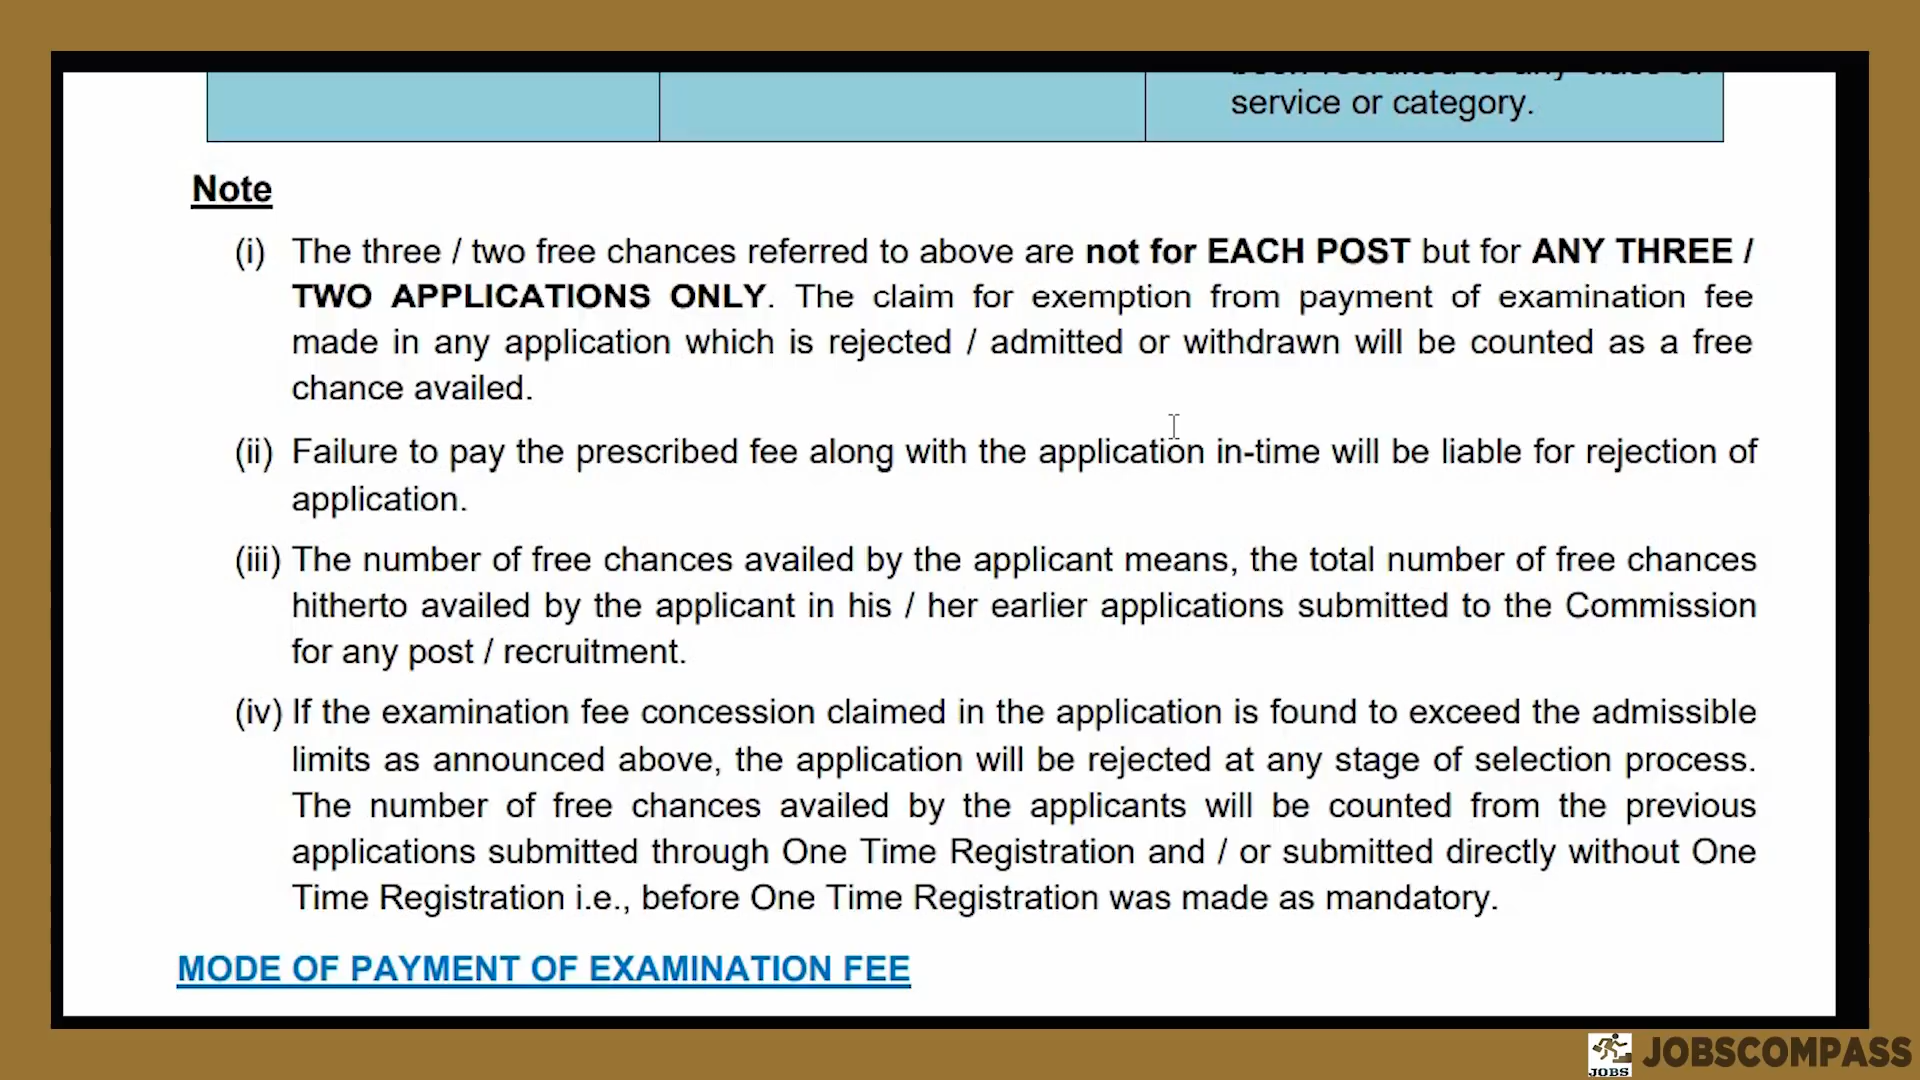 service or category.
Note
(i) The three / two free chances referred to above are not for EACH POST but for ANY THREE /
TWO APPLICATIONS ONLY. The claim for exemption from payment of examination fee
made in any application which is rejected / admitted or withdrawn will be counted as a free
chance availed.
(ii) Failure to pay the prescribed fee along with the application in-time will be liable for rejection of
application.
(iii) The number of free chances availed by the applicant means, the total number of free chances
hitherto availed by the applicant in his / her earlier applications submitted to the Commission
for any post / recruitment.
(iv) If the examination fee concession claimed in the application is found to exceed the admissible
limits as announced above, the application will be rejected at any stage of selection process.
The number of free chances availed by the applicants will be counted from the previous
applications submitted through One Time Registration and / or submitted directly without One
Time Registration i.e., before One Time Registration was made as mandatory.
MODE OF PAYMENT OF EXAMINATION FEE
JOBS
JOBSCOMPASS